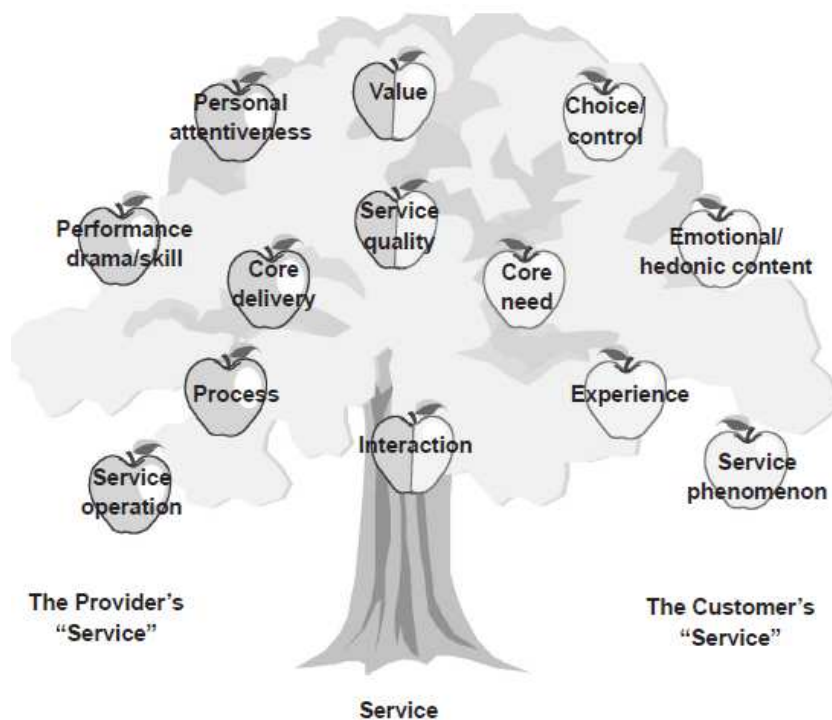 Personal
attentiveness
Value
Choice/
control
Performance
drama/skill
Service
quality
Emotional/
hedonic content
Core
delivery
Core
need
Process
Experience
Interaction
Service
operation
Service
phenomenon
The Provider’s
“Service”
The Customer’s
“Service”
Service